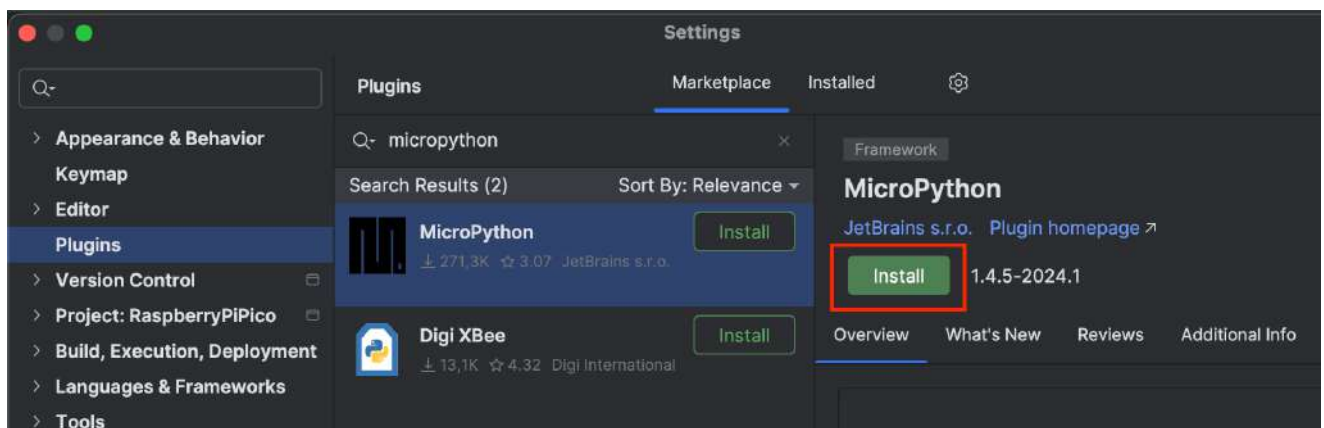 Settings
Plugins Marketplace Installed
Appearance & Behavior
Keymap
Editor
Plugins
Version Control
Project: RaspberryPiPico
Build, Execution, Deployment
Languages & Frameworks
Tools
micropython
Search Results (2) Sort By: Relevance
MicroPython Install
271,3K 3.07 JetBrains s.r.o.
Digi XBee Install
13,1K 4.32 Digi International
Framework
MicroPython
JetBrains s.r.o. Plugin homepage ↗
Install 1.4.5-2024.1
Overview What's New Reviews Additional Info